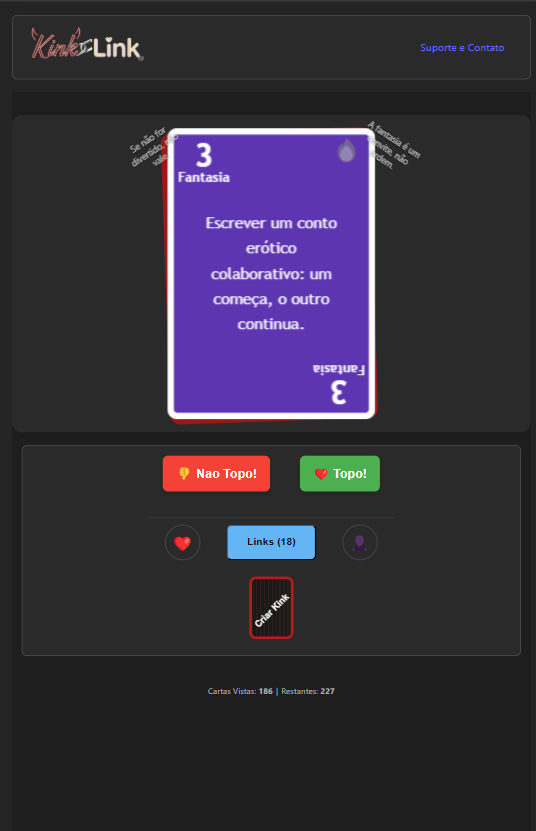 Kink Link
Suporte e Contato
Se não for
divertido, não
vale.
A fantasia é um
convite, não
ordem.
3
Fantasia
Escrever um conto
erótico
colaborativo: um
começa, o outro
continua.
Fantasia
3
Nao Topo!
Topo!
Links (18)
Criar Kink
Cartas Vistas: 186 | Restantes: 227